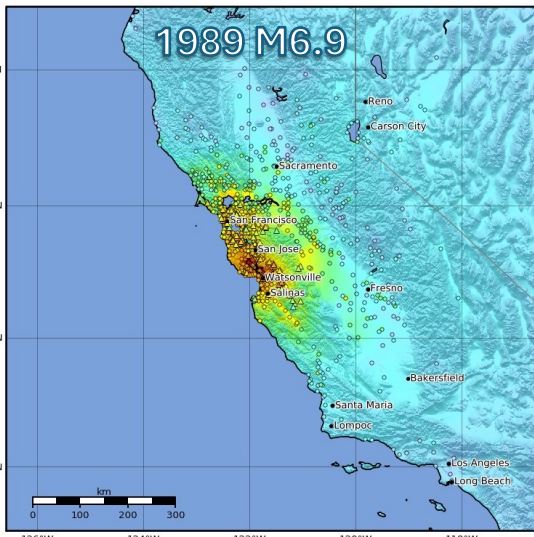 1989 M6.9
Reno
Carson City
Sacramento
San Francisco
San Jose
Watsonville
Salinas
Fresno
Bakersfield
Santa Maria
Lompoc
Los Angeles
Long Beach
km
0 100 200 300